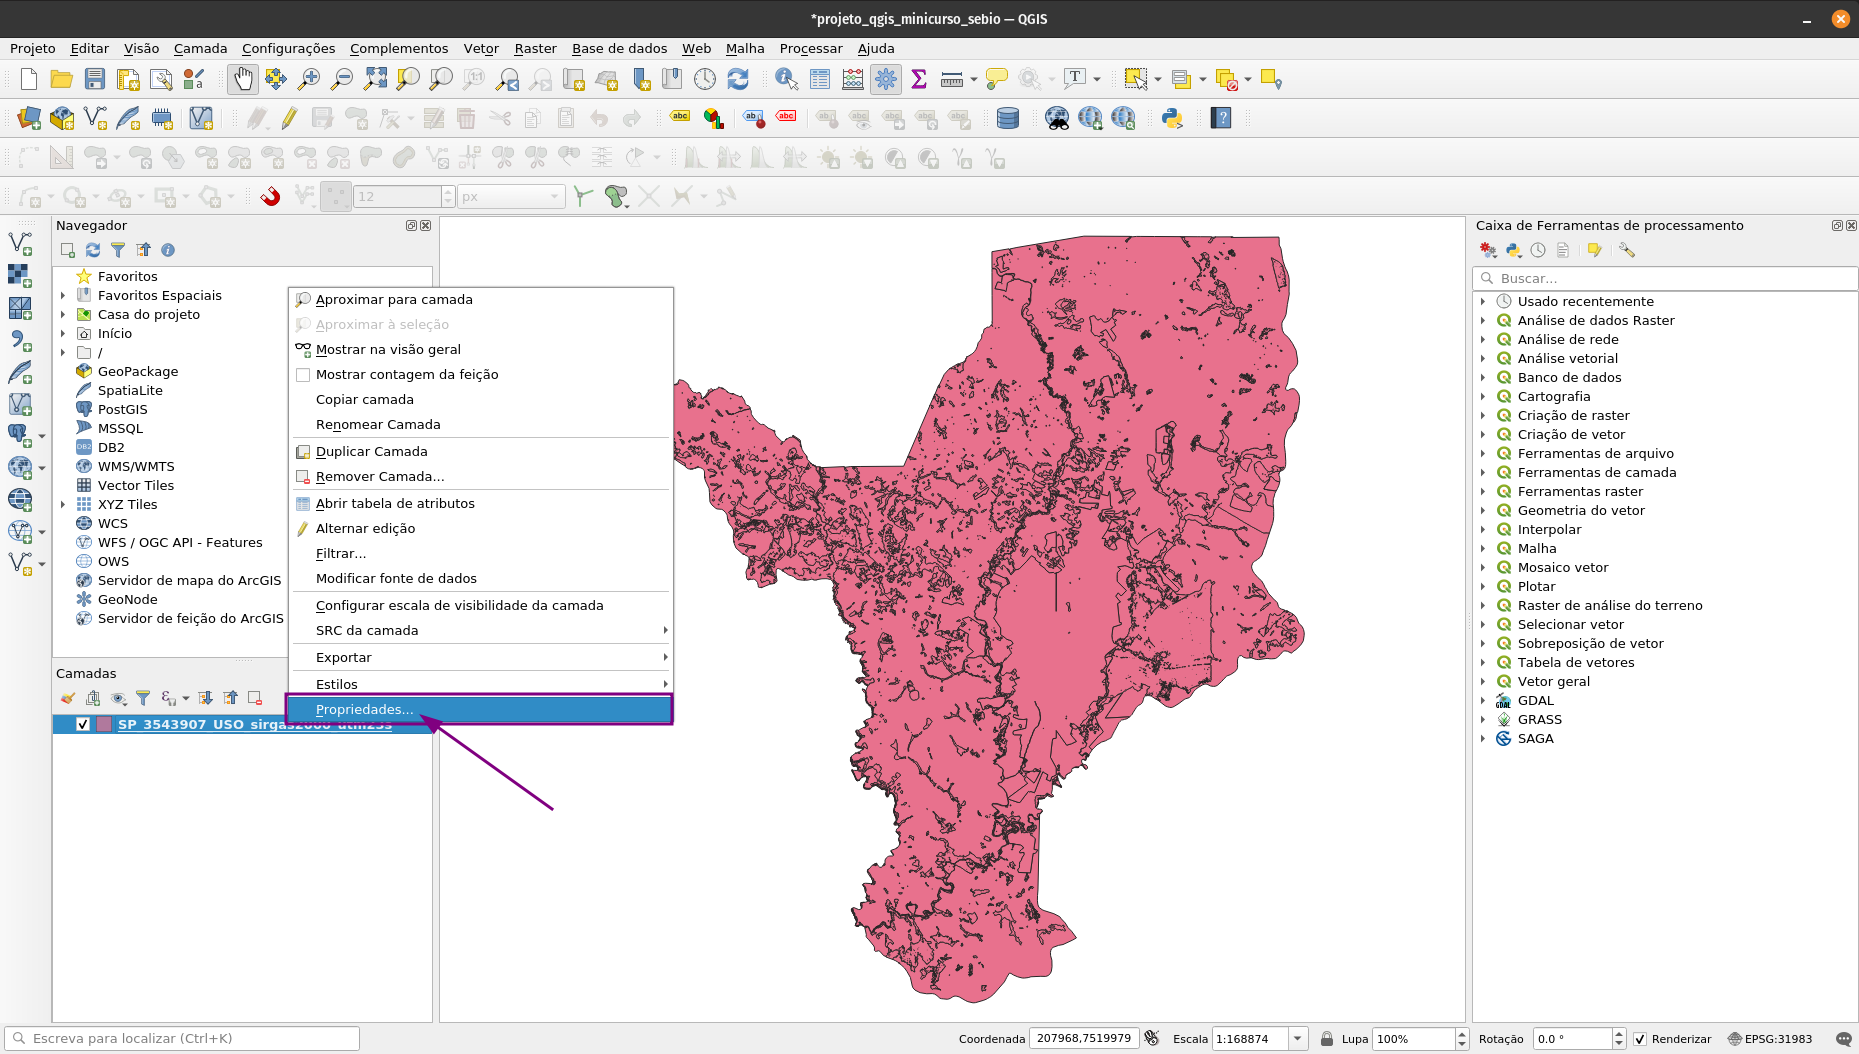 *projeto_qgis_minicurso_sebio — QGIS
Projeto Editar Visão Camada Configurações Complementos Vetor Raster Base de dados Web Malha Processar Ajuda
12 px
Navegador
Favoritos
Favoritos Espaciais
Casa do projeto
Início
/
GeoPackage
SpatiaLite
PostGIS
MSSQL
DB2
WMS/WMTS
Vector Tiles
XYZ Tiles
WCS
WFS / OGC API - Features
OWS
Servidor de mapa do ArcGIS
GeoNode
Servidor de feição do ArcGIS
Camadas
SP_3543907_USO_sirgas2000_utm23s
Aproximar para camada
Aproximar à seleção
Mostrar na visão geral
Mostrar contagem da feição
Copiar camada
Renomear Camada
Duplicar Camada
Remover Camada...
Abrir tabela de atributos
Alternar edição
Filtrar...
Modificar fonte de dados
Configurar escala de visibilidade da camada
SRC da camada
Exportar
Estilos
Propriedades...
Caixa de Ferramentas de processamento
Buscar...
Usado recentemente
Análise de dados Raster
Análise de rede
Análise vetorial
Banco de dados
Cartografia
Criação de raster
Criação de vetor
Ferramentas de arquivo
Ferramentas de camada
Ferramentas raster
Geometria do vetor
Interpolar
Malha
Mosaico vetor
Plotar
Raster de análise do terreno
Selecionar vetor
Sobreposição de vetor
Tabela de vetores
Vetor geral
GDAL
GRASS
SAGA
Escreva para localizar (Ctrl+K)
Coordenada 207968,7519979 Escala 1:168874 Lupa 100% Rotação 0.0 ° Renderizar EPSG:31983